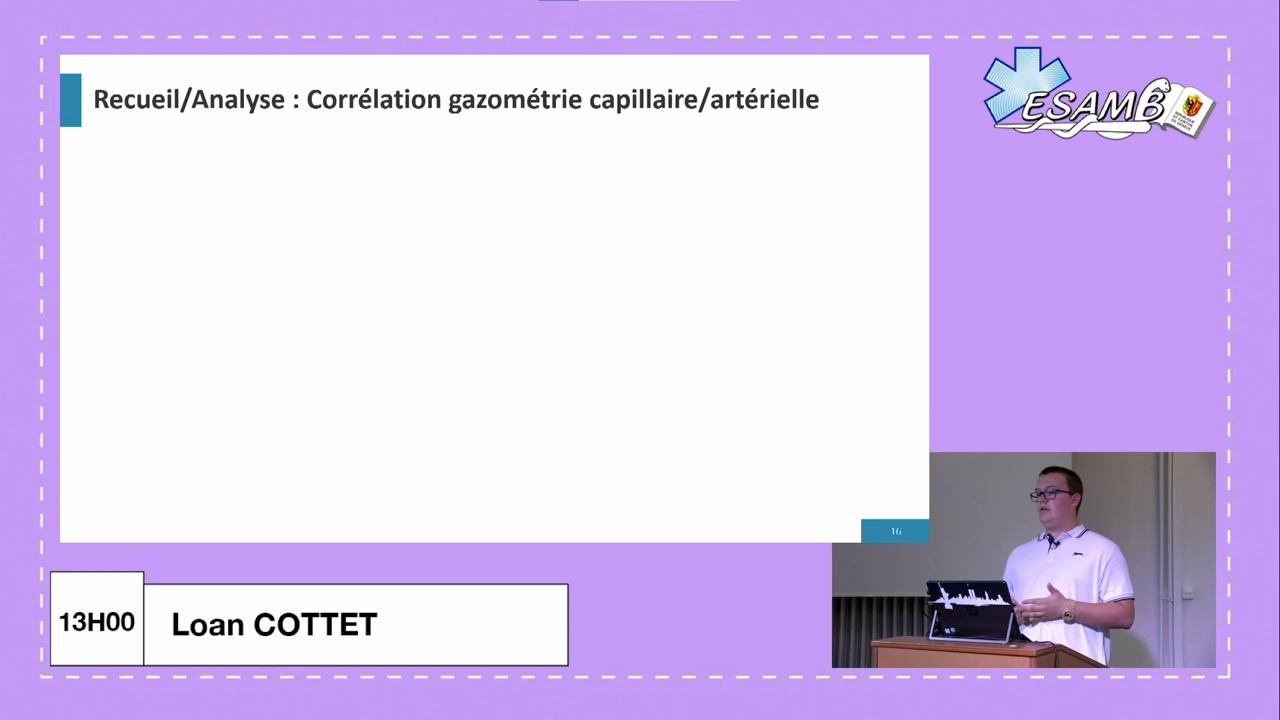 Recueil/Analyse : Corrélation gazométrie capillaire/artérielle
ESAMB
16
13H00
Loan COTTET